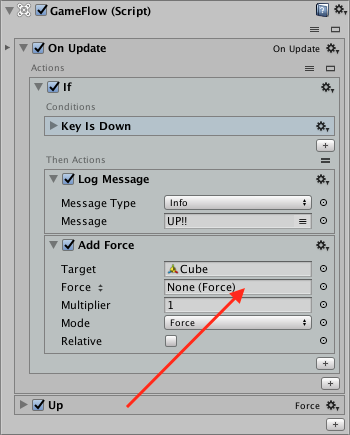 GameFlow (Script)
On Update On Update
Actions
If
Conditions
Key Is Down
Then Actions
Log Message
Message Type Info
Message UP!!
Add Force
Target Cube
Force None (Force)
Multiplier 1
Mode Force
Relative
Up Force